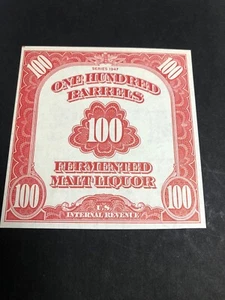 SERIES 1947
100 100
ONE HUNDRED
BARRELS
100
FERMENTED
MALT LIQUOR
100 100
U.S.
INTERNAL REVENUE